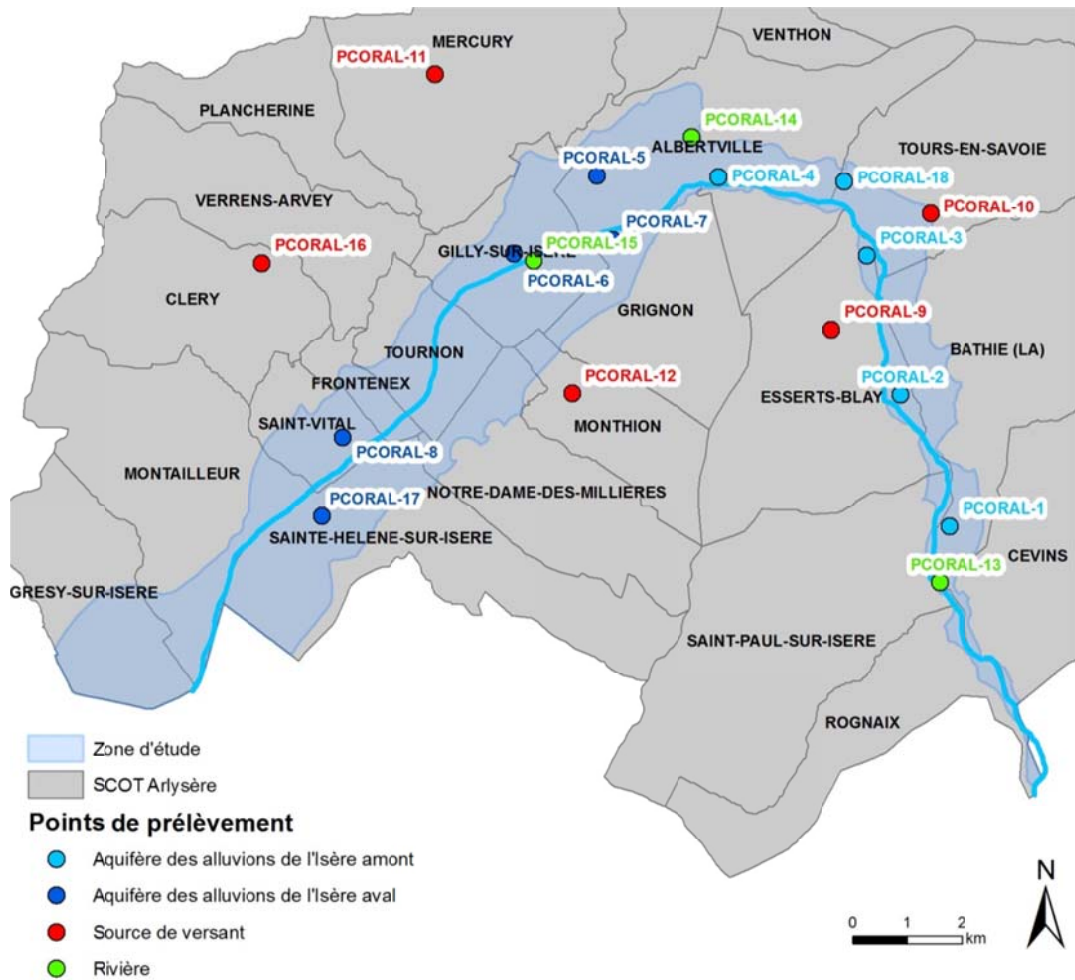 MERCURY
VENTHON
PCORAL-11
PLANCHERINE
PCORAL-14
ALBERTVILLE
TOURS-EN-SAVOIE
PCORAL-5
PCORAL-4
PCORAL-18
VERRENS-ARVEY
PCORAL-10
PCORAL-7
PCORAL-16
PCORAL-15
GILLY-SUR-ISERE
PCORAL-3
PCORAL-6
CLERY
GRIGNON
PCORAL-9
TOURNON
BATHIE (LA)
FRONTENEX
PCORAL-12
PCORAL-2
ESSERTS-BLAY
SAINT-VITAL
MONTHION
PCORAL-8
MONTAILLEUR
NOTRE-DAME-DES-MILLIERES
PCORAL-17
PCORAL-1
SAINTE-HELENE-SUR-ISERE
CEVINS
PCORAL-13
GRESY-SUR-ISERE
SAINT-PAUL-SUR-ISERE
ROGNAIX
Zone d'étude
SCOT Arlysère
Points de prélèvement
Aquifère des alluvions de l'Isère amont
Aquifère des alluvions de l'Isère aval
Source de versant
Rivière
N
0 1 2
km